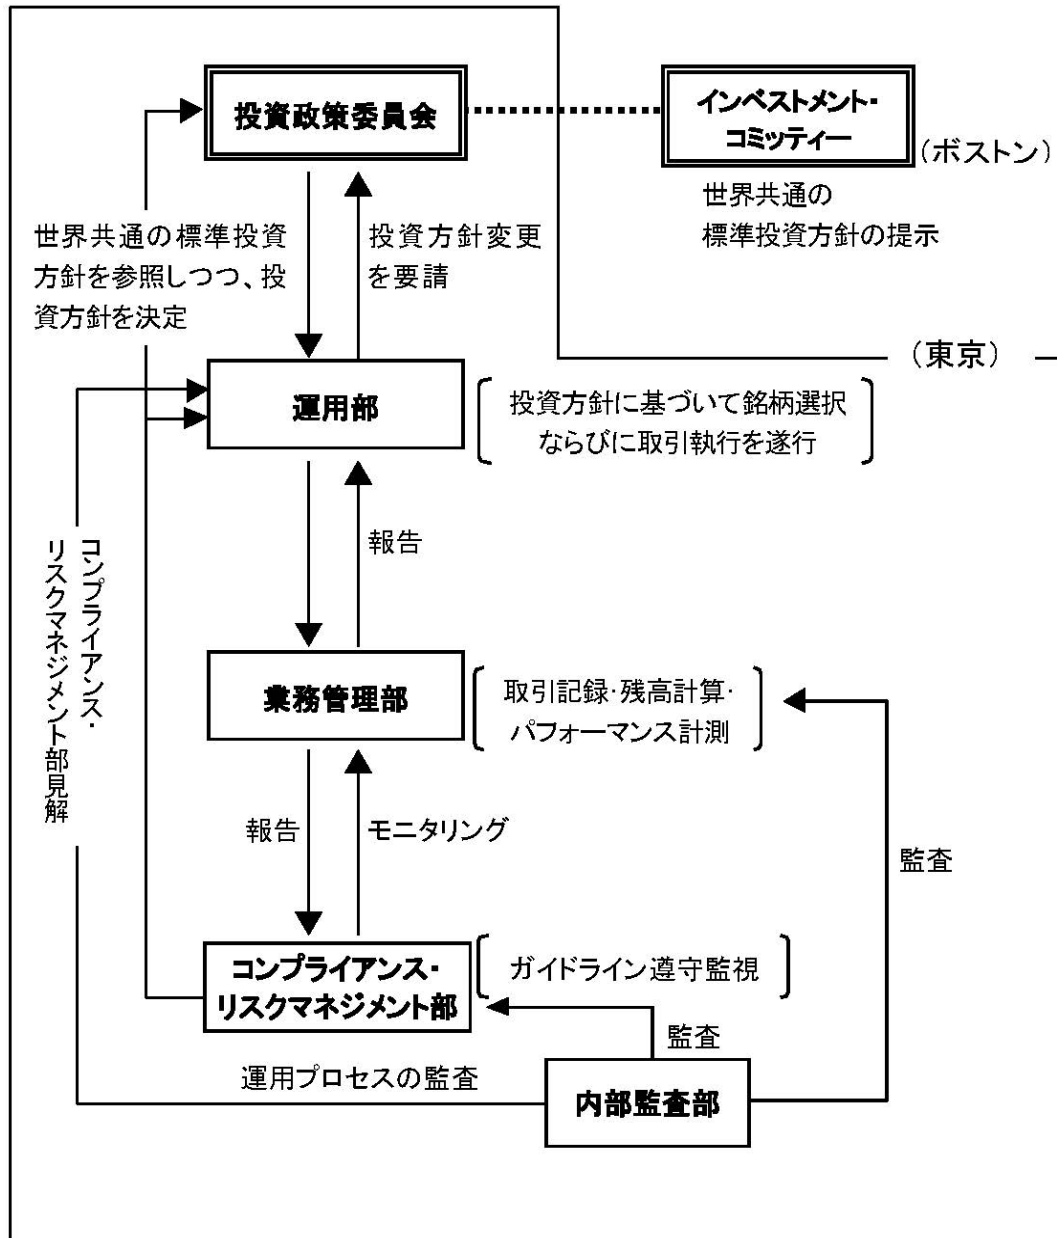 投資政策委員会
インベストメント・
コミッティー
(ボストン)
世界共通の
標準投資方針の提示
世界共通の標準投資
方針を参照しつつ、投
資方針を決定
投資方針変更
を要請
(東京)
運用部
投資方針に基づいて銘柄選択
ならびに取引執行を遂行
報告
コンプライアンス・
リスクマネジメント部見解
業務管理部
取引記録・残高計算・
パフォーマンス計測
報告
モニタリング
監査
コンプライアンス・
リスクマネジメント部
ガイドライン遵守監視
監査
運用プロセスの監査
内部監査部